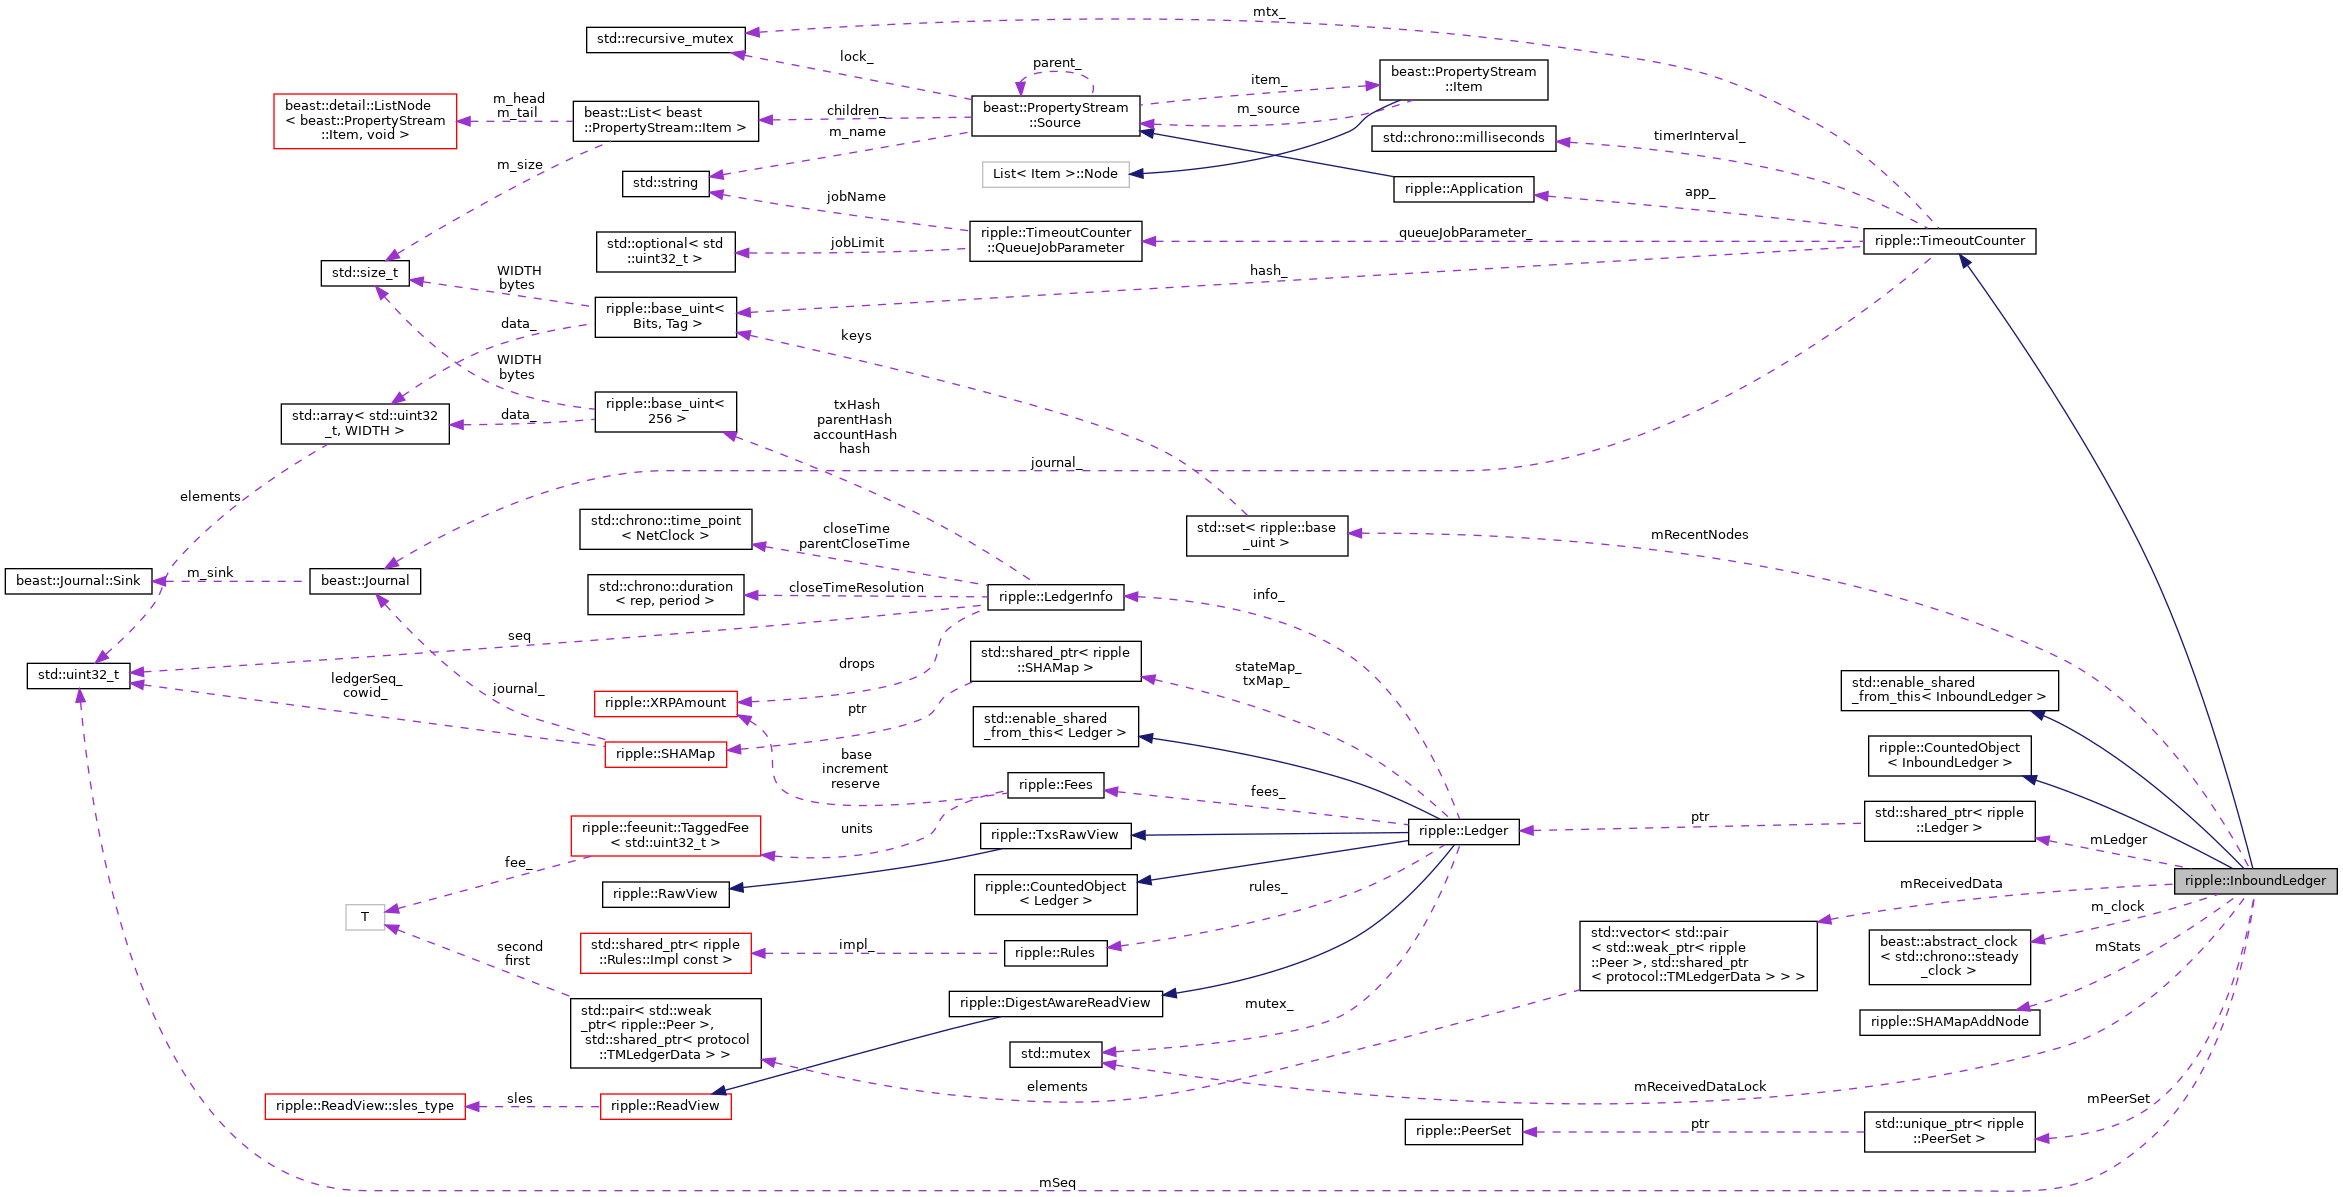 mtx_
std::recursive_mutex
lock_
parent_
item_
beast::PropertyStream
::Item
m_source
beast::detail::ListNode
< beast::PropertyStream
::Item, void >
m_head
m_tail
beast::List< beast
::PropertyStream::Item >
children_
beast::PropertyStream
::Source
m_name
std::chrono::milliseconds
timerInterval_
m_size
std::string
List< Item >::Node
ripple::Application
app_
jobName
ripple::TimeoutCounter
::QueueJobParameter
queueJobParameter_
ripple::TimeoutCounter
std::optional< std
::uint32_t >
jobLimit
std::size_t
WIDTH
bytes
hash_
ripple::base_uint<
Bits, Tag >
data_
keys
WIDTH
bytes
std::array< std::uint32
_t, WIDTH >
data_
ripple::base_uint<
256 >
txHash
parentHash
accountHash
hash
journal_
elements
std::chrono::time_point
< NetClock >
closeTime
parentCloseTime
std::set< ripple::base
_uint >
mRecentNodes
beast::Journal::Sink
m_sink
beast::Journal
std::chrono::duration
< rep, period >
closeTimeResolution
ripple::LedgerInfo
info_
seq
std::uint32_t
ledgerSeq_
cowid_
journal_
drops
ripple::XRPAmount
std::shared_ptr< ripple
::SHAMap >
stateMap_
txMap_
ptr
ripple::SHAMap
std::enable_shared
_from_this< Ledger >
std::enable_shared
_from_this< InboundLedger >
ripple::CountedObject
< InboundLedger >
base
increment
reserve
ripple::Fees
fees_
units
ripple::feeunit::TaggedFee
< std::uint32_t >
ripple::TxsRawView
ripple::Ledger
ptr
std::shared_ptr< ripple
::Ledger >
mLedger
fee_
ripple::RawView
ripple::CountedObject
< Ledger >
rules_
mReceivedData
ripple::InboundLedger
T
second
first
std::shared_ptr< ripple
::Rules::Impl const >
impl_
ripple::Rules
std::vector< std::pair
< std::weak_ptr< ripple
::Peer >, std::shared_ptr
< protocol::TMLedgerData > > >
m_clock
beast::abstract_clock
< std::chrono::steady
_clock >
mStats
ripple::DigestAwareReadView
mutex_
std::pair< std::weak
_ptr< ripple::Peer >,
std::shared_ptr< protocol
::TMLedgerData > >
ripple::SHAMapAddNode
std::mutex
elements
mReceivedDataLock
ripple::ReadView::sles_type
sles
ripple::ReadView
mPeerSet
ripple::PeerSet
ptr
std::unique_ptr< ripple
::PeerSet >
mSeq